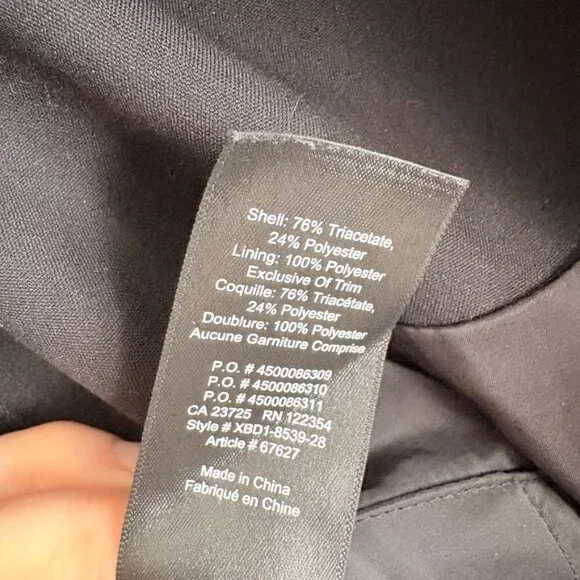 Shell: 76% Triacetate,
24% Polyester
Lining: 100% Polyester
Exclusive Of Trim
Coquille: 76% Triacétate,
24% Polyester
Doublure: 100% Polyester
Aucune Garniture Comprise
P.O. # 4500086309
P.O. # 4500086310
P.O. # 4500086311
CA 23725 RN 122354
Style # XBD1-8539-28
Article # 67627
Made in China
Fabriqué en Chine